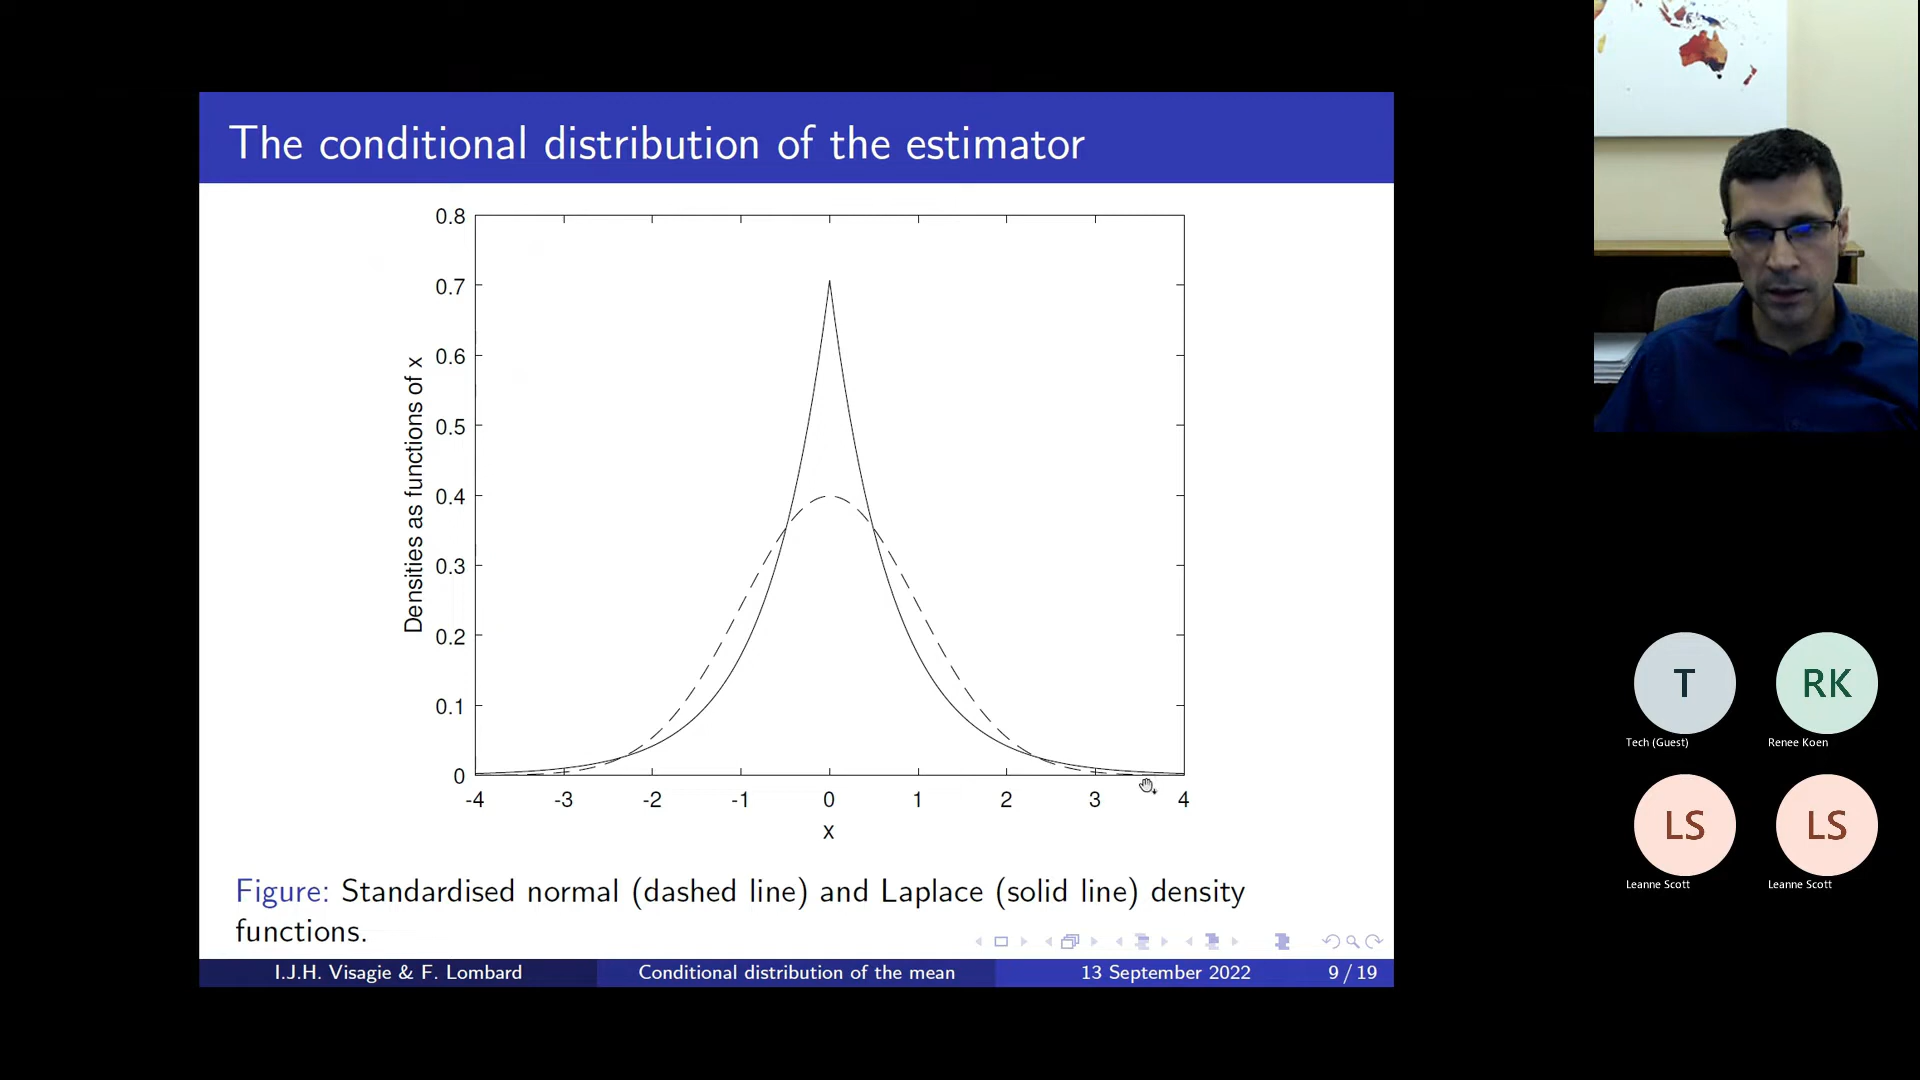 The conditional distribution of the estimator
0.8
0.7
0.6
0.5
0.4
0.3
0.2
0.1
0
Densities as functions of x
-4 -3 -2 -1 0 1 2 3 4
x
Figure: Standardised normal (dashed line) and Laplace (solid line) density
functions.
I.J.H. Visagie & F. Lombard Conditional distribution of the mean 13 September 2022 9 / 19
T
Tech (Guest)
RK
Renee Koen
LS
Leanne Scott
LS
Leanne Scott